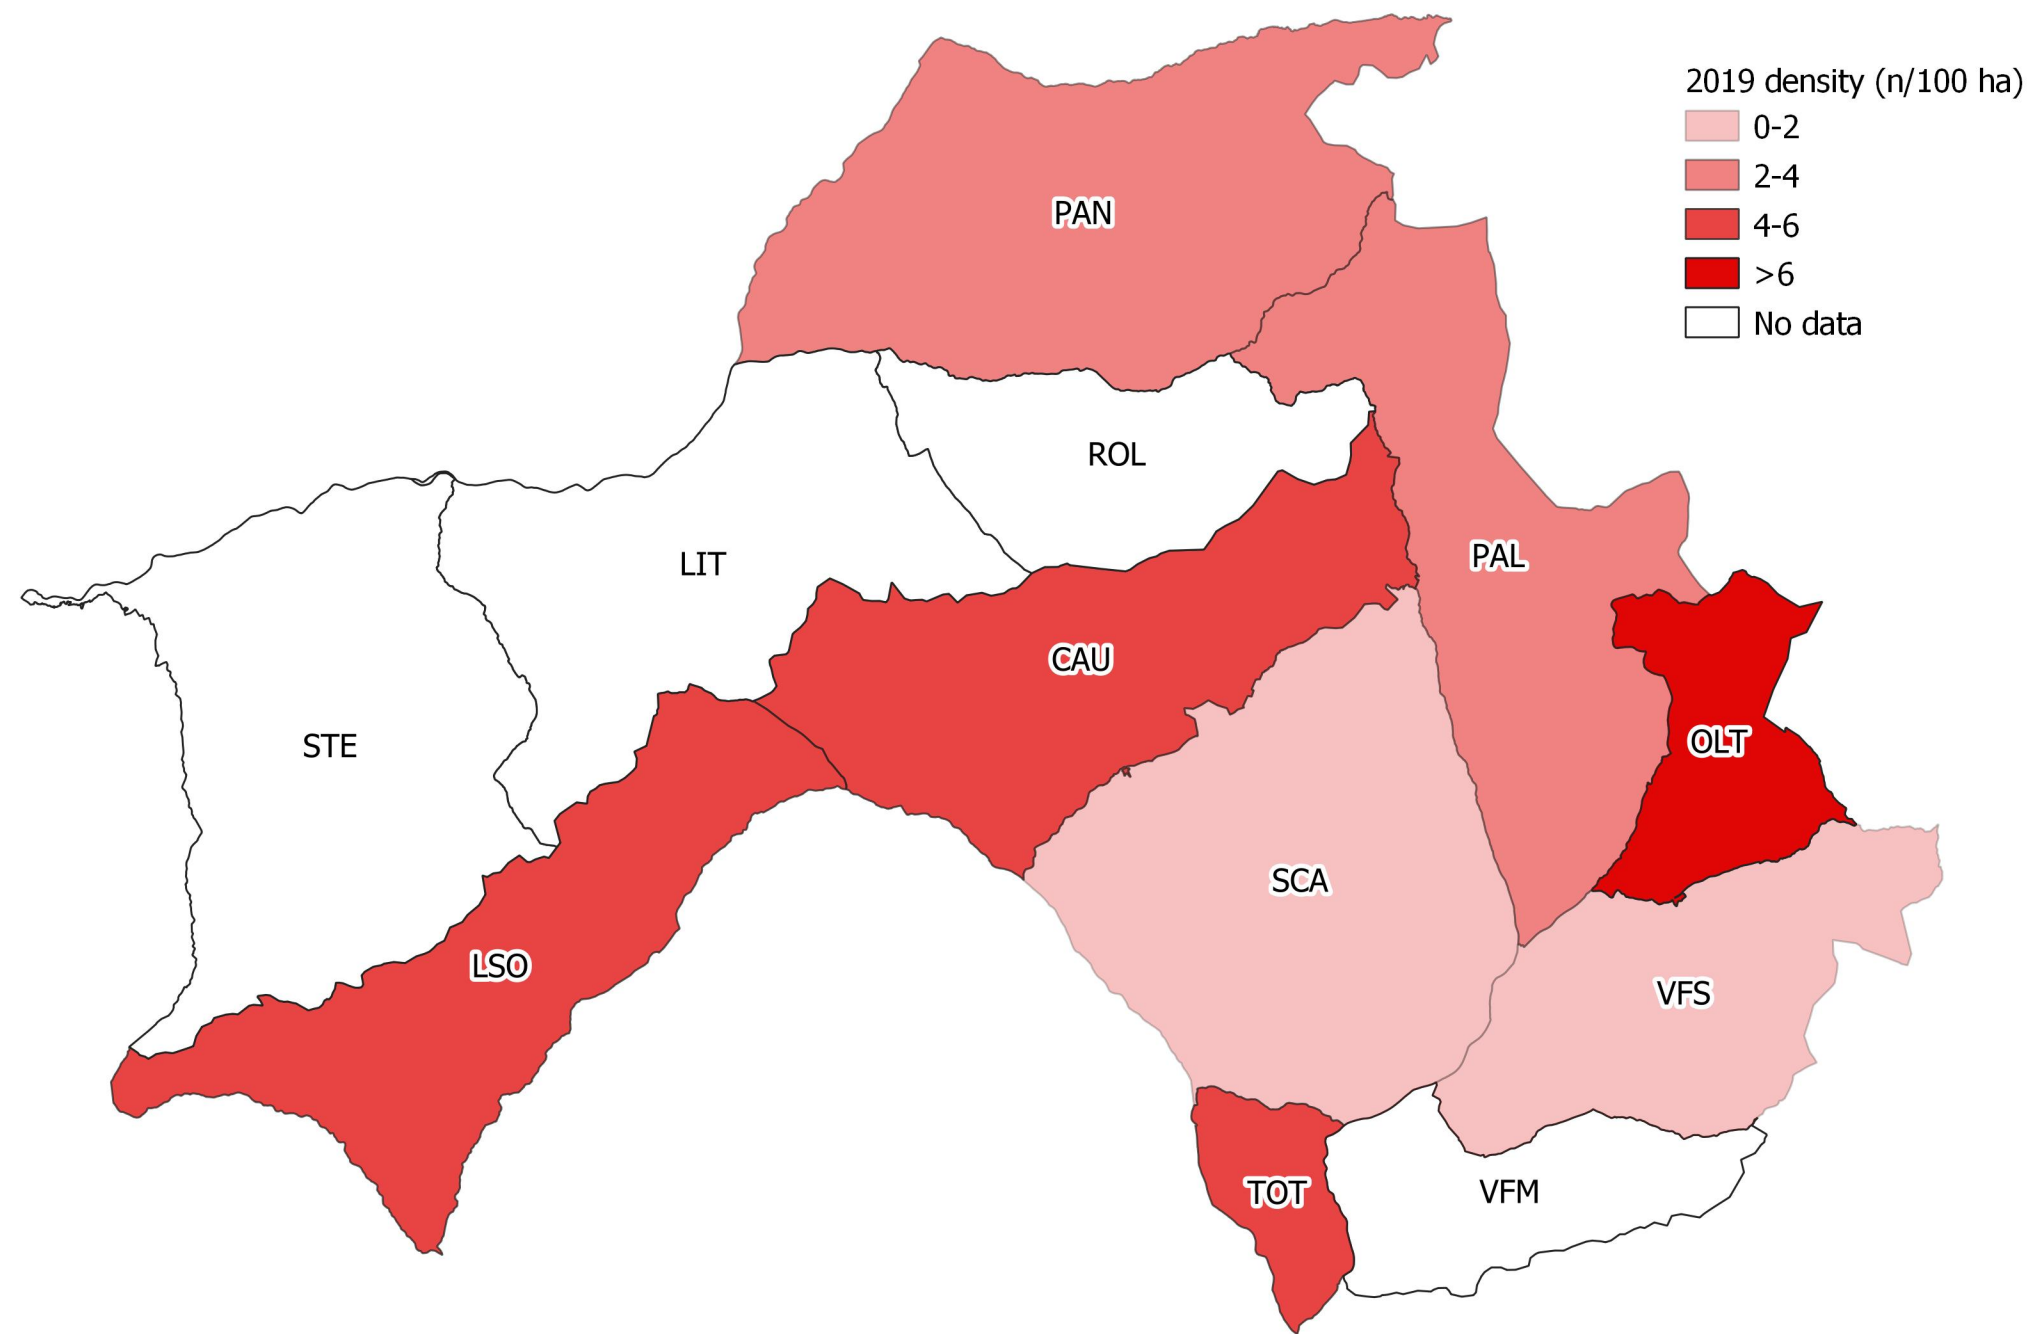 2019 density (n/100 ha)
0-2
2-4
4-6
>6
No data
PAN
ROL
LIT
PAL
CAU
STE
OLT
SCA
LSO
VFS
TOT
VFM